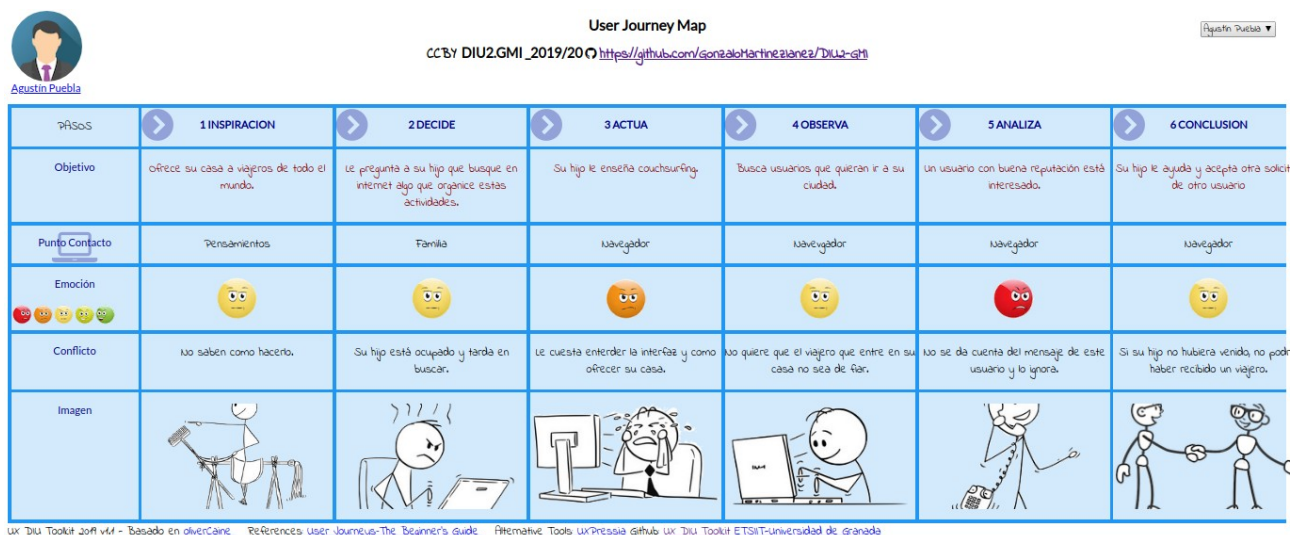 User Journey Map
CCBY DIU2.GMI_2019/20 https://github.com/GonzaloMartinezIanez/DIU2-GMI
Agustín Puebla ▼
Agustín Puebla
PASOS
1 INSPIRACION
2 DECIDE
3 ACTUA
4 OBSERVA
5 ANALIZA
6 CONCLUSION
Objetivo
Ofrece su casa a viajeros de todo el
mundo.
Le pregunta a su hijo que busque en
internet algo que organice estas
actividades.
Su hijo le enseña couchsurfing.
Busca usuarios que quieran ir a su
ciudad.
Un usuario con buena reputación está
interesado.
Su hijo le ayuda y acepta otra solicit
de otro usuario
Punto Contacto
Pensamientos
Familia
Navegador
Navevgador
Navegador
Navegador
Emoción
Conflicto
No saben como hacerlo.
Su hijo está ocupado y tarda en
buscar.
Le cuesta enterder la interfaz y como
ofrecer su casa.
No quiere que el viajero que entre en su
casa no sea de fiar.
No se da cuenta del mensaje de este
usuario y lo ignora.
Si su hijo no hubiera venido, no podr
haber recibido un viajero.
Imagen
UX DIU Toolkit 2019 v1.1 - Basado en oliverCaine References: User Journeys-The Beginner's Guide Alternative Tools UXPressia Github UX DIU Toolkit ETSIIT-Universidad de Granada